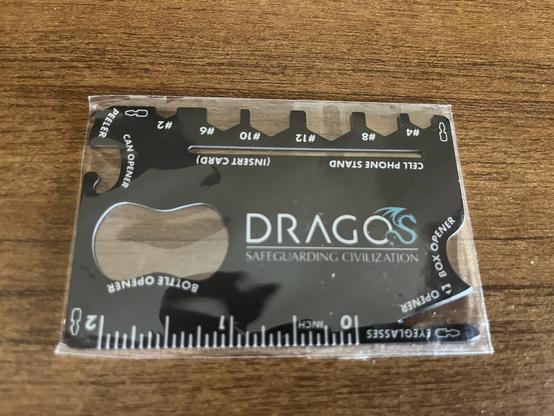 PEELER
CAN OPENER
#2
#6
#10
#12
#8
#4
(INSERT CARD)
CELL PHONE STAND
DRAGOS
SAFEGUARDING CIVILIZATION
BOX OPENER
OPENER
BOTTLE OPENER
2
1
INCH
0
EYEGLASSES